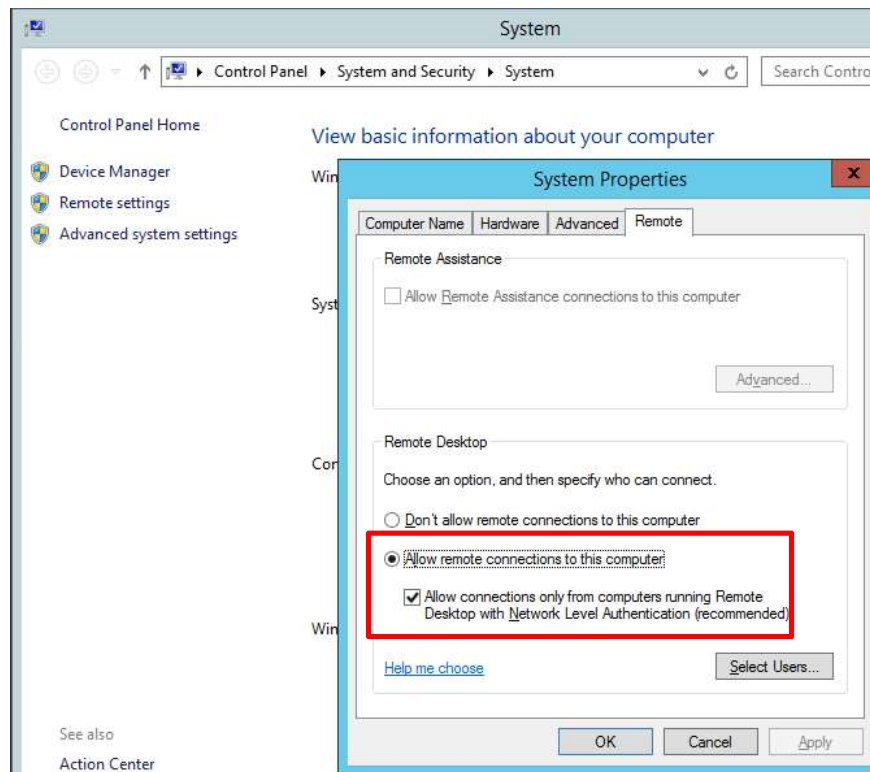 System
Control Panel System and Security System
Search Contro
Control Panel Home
Device Manager
Remote settings
Advanced system settings
View basic information about your computer
Win
Syst
Con
Win
System Properties
x
Computer Name Hardware Advanced Remote
Remote Assistance
Allow Remote Assistance connections to this computer
Advanced...
Remote Desktop
Choose an option, and then specify who can connect.
Don't allow remote connections to this computer
Allow remote connections to this computer
Allow connections only from computers running Remote
Desktop with Network Level Authentication (recommended)
Help me choose
Select Users...
OK Cancel Apply
See also
Action Center